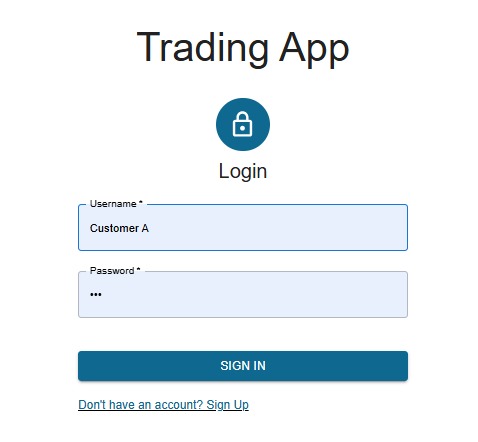 Trading App
Login
Username *
Customer A
Password *
•••
SIGN IN
Don't have an account? Sign Up